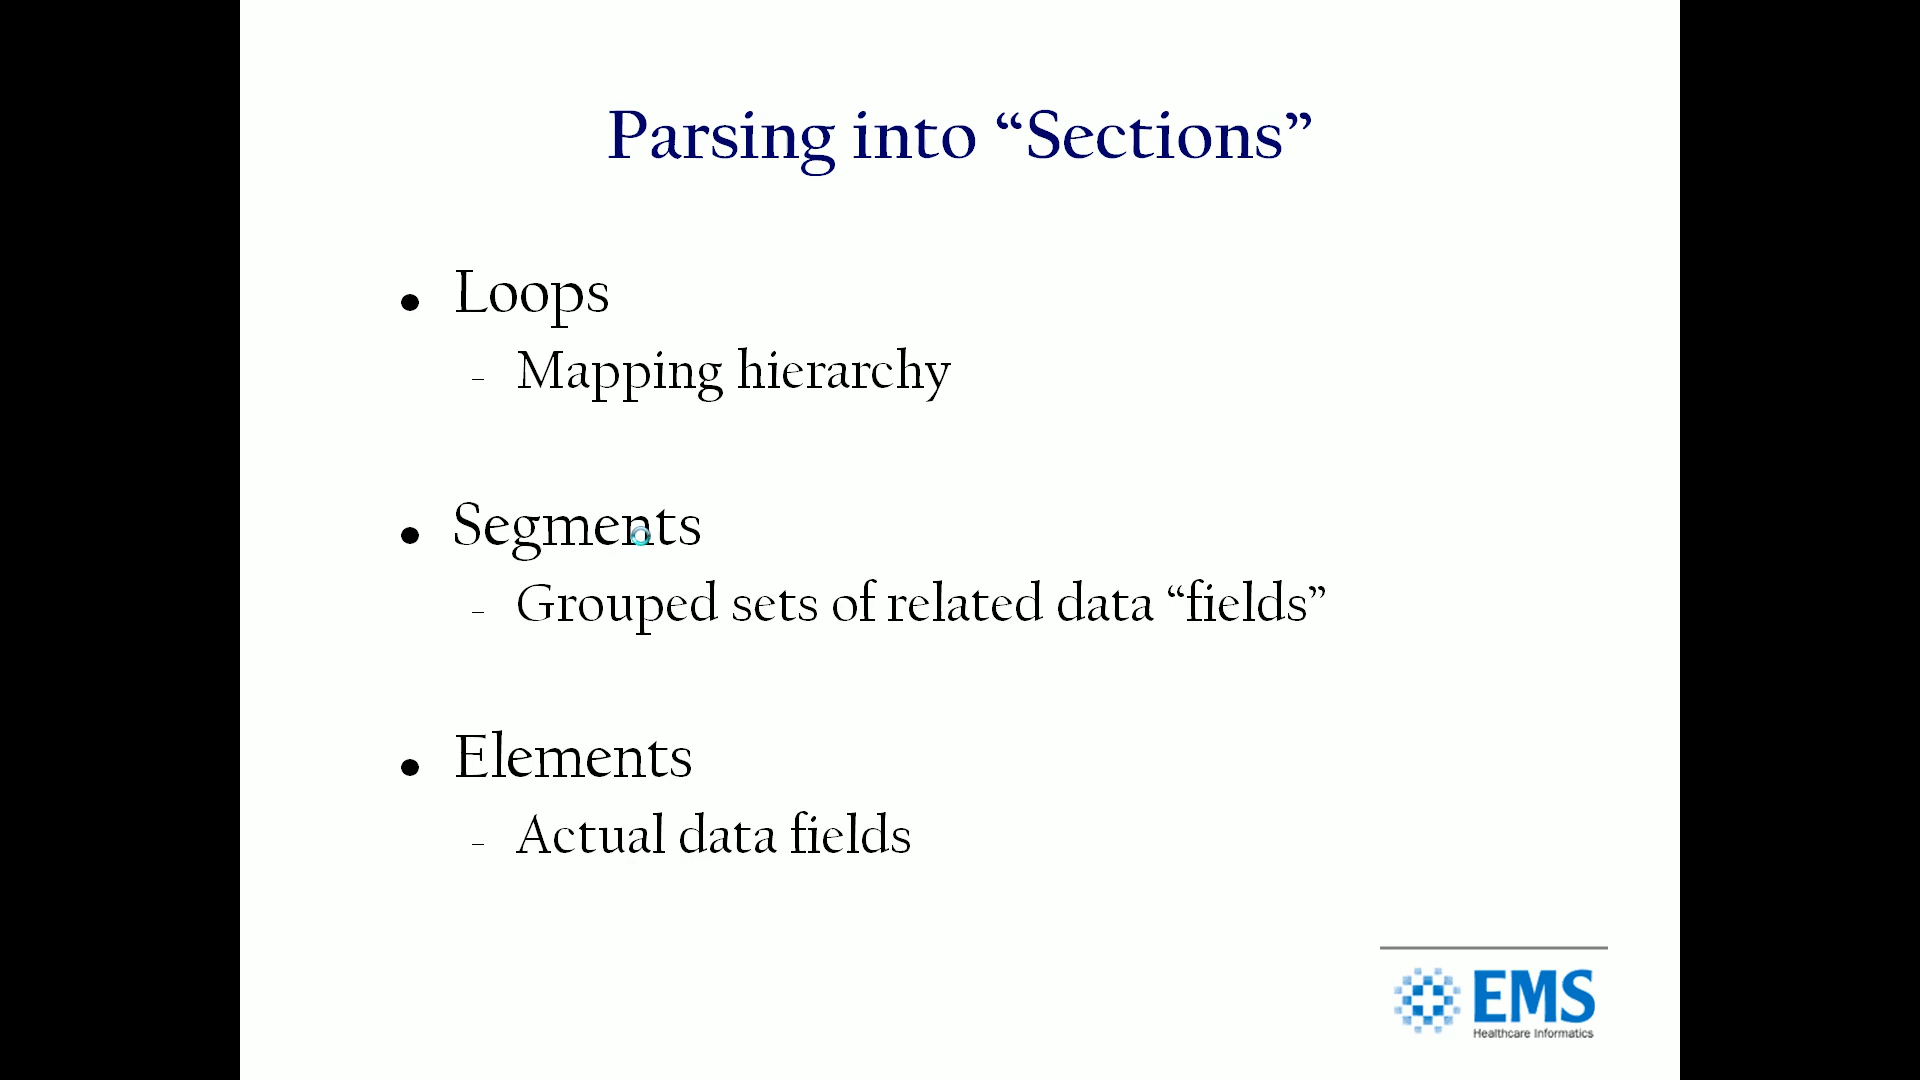 Parsing into “Sections”
• Loops
– Mapping hierarchy
• Segments
– Grouped sets of related data “fields”
• Elements
– Actual data fields
EMS
Healthcare Informatics